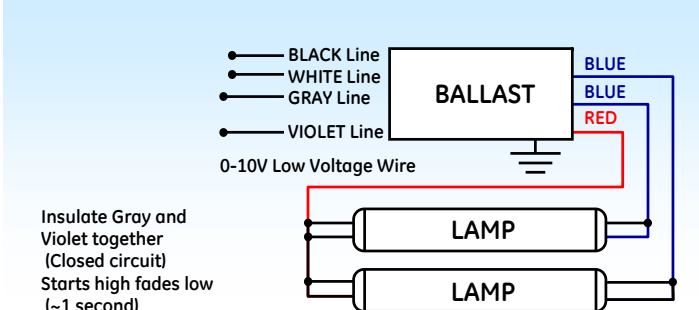 BLACK Line
WHITE Line
GRAY Line
VIOLET Line
0-10V Low Voltage Wire
BALLAST
BLUE
BLUE
RED
Insulate Gray and
Violet together
(Closed circuit)
Starts high fades low
(~1 second)
LAMP
LAMP